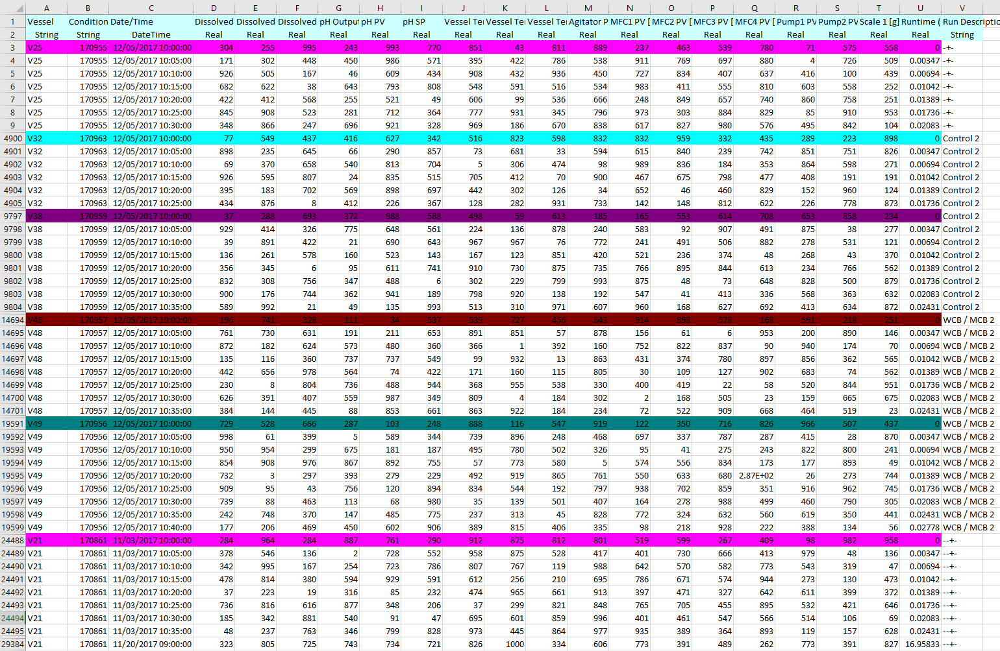 A B C D E F G H I J K L M N O P Q R S T U V
1 Vessel Condition Date/Time Dissolved Dissolved Dissolved pH Output pH PV pH SP Vessel Ter Vessel Ter Vessel Ter Agitator P MFC1 PV [ MFC2 PV [ MFC3 PV [ MFC4 PV [ Pump1 PV Pump2 PV Scale 1 [g] Runtime ( Run Descriptio
2 String String DateTime Real Real Real Real Real Real Real Real Real Real Real Real Real Real Real Real Real Real String
3 V25 170955 12/05/2017 10:00:00 304 255 995 243 993 770 851 43 811 889 237 463 539 780 71 575 558 0 -+-
4 V25 170955 12/05/2017 10:05:00 171 302 448 450 986 571 395 422 786 538 911 769 697 880 4 726 509 0.00347 -+-
5 V25 170955 12/05/2017 10:10:00 926 505 167 46 609 434 908 432 936 450 727 834 407 637 416 100 439 0.00694 -+-
6 V25 170955 12/05/2017 10:15:00 682 622 38 643 793 808 548 591 516 534 983 411 555 810 603 558 252 0.01042 -+-
7 V25 170955 12/05/2017 10:20:00 422 412 568 255 521 49 606 99 536 666 248 849 657 740 860 758 251 0.01389 -+-
8 V25 170955 12/05/2017 10:25:00 845 908 523 281 712 364 777 931 345 796 973 303 884 829 85 910 953 0.01736 -+-
9 V25 170955 12/05/2017 10:30:00 348 866 247 696 921 328 969 186 670 838 617 827 980 576 495 842 104 0.02083 -+-
4900 V32 170963 12/05/2017 10:00:00 77 549 437 416 627 342 516 823 598 832 832 959 332 435 289 223 898 0 Control 2
4901 V32 170963 12/05/2017 10:05:00 898 235 645 66 290 857 73 681 33 594 615 840 239 742 851 751 826 0.00347 Control 2
4902 V32 170963 12/05/2017 10:10:00 69 370 658 540 813 704 5 306 474 98 989 836 184 353 864 598 271 0.00694 Control 2
4903 V32 170963 12/05/2017 10:15:00 926 595 807 24 835 515 705 412 70 900 467 675 798 477 408 191 191 0.01042 Control 2
4904 V32 170963 12/05/2017 10:20:00 395 183 702 569 898 697 442 302 126 34 652 46 460 829 152 960 124 0.01389 Control 2
4905 V32 170963 12/05/2017 10:25:00 434 876 8 412 226 367 128 282 931 733 142 148 812 622 226 778 873 0.01736 Control 2
9797 V38 170959 12/05/2017 10:00:00 37 288 693 372 988 588 498 59 613 185 165 553 614 708 653 858 234 0 Control 2
9798 V38 170959 12/05/2017 10:05:00 929 414 326 775 648 561 224 136 878 240 583 92 907 491 875 38 277 0.00347 Control 2
9799 V38 170959 12/05/2017 10:10:00 39 891 422 21 690 643 967 967 76 772 241 491 506 882 278 531 121 0.00694 Control 2
9800 V38 170959 12/05/2017 10:15:00 136 261 578 160 523 143 167 123 851 420 521 236 374 48 268 43 370 0.01042 Control 2
9801 V38 170959 12/05/2017 10:20:00 356 345 6 95 611 741 910 730 875 735 766 895 844 613 234 766 562 0.01389 Control 2
9802 V38 170959 12/05/2017 10:25:00 832 308 756 347 488 6 302 229 799 993 875 48 73 648 828 500 879 0.01736 Control 2
9803 V38 170959 12/05/2017 10:30:00 900 176 744 362 941 189 798 920 138 192 547 41 413 336 568 363 632 0.02083 Control 2
9804 V38 170959 12/05/2017 10:35:00 589 992 21 49 135 993 513 310 971 607 960 168 627 692 413 634 872 0.02431 Control 2
14694 V48 170957 12/05/2017 10:00:00 196 741 328 111 34 537 539 727 456 643 914 898 578 168 591 218 251 0 WCB / MCB 2
14695 V48 170957 12/05/2017 10:05:00 761 730 631 191 211 653 891 851 57 878 156 61 6 953 200 890 146 0.00347 WCB / MCB 2
14696 V48 170957 12/05/2017 10:10:00 872 182 624 573 480 360 366 1 392 160 752 822 837 90 940 174 70 0.00694 WCB / MCB 2
14697 V48 170957 12/05/2017 10:15:00 135 116 360 737 737 549 99 932 13 863 431 374 780 897 856 362 565 0.01042 WCB / MCB 2
14698 V48 170957 12/05/2017 10:20:00 442 656 978 564 74 422 171 160 115 805 30 109 127 902 683 74 562 0.01389 WCB / MCB 2
14699 V48 170957 12/05/2017 10:25:00 230 8 804 736 488 944 368 955 538 330 400 419 22 58 520 844 951 0.01736 WCB / MCB 2
14700 V48 170957 12/05/2017 10:30:00 626 391 407 559 987 349 809 4 184 302 2 168 505 23 159 665 675 0.02083 WCB / MCB 2
14701 V48 170957 12/05/2017 10:35:00 384 144 445 88 853 661 863 922 184 234 72 522 909 668 464 519 23 0.02431 WCB / MCB 2
19591 V49 170956 12/05/2017 10:00:00 729 528 666 287 103 248 888 116 547 919 122 350 716 826 966 507 437 0 WCB / MCB 2
19592 V49 170956 12/05/2017 10:05:00 998 61 399 5 589 344 739 896 248 468 697 337 787 287 415 28 870 0.00347 WCB / MCB 2
19593 V49 170956 12/05/2017 10:10:00 950 954 299 675 181 187 495 780 502 326 95 41 275 243 822 800 241 0.00694 WCB / MCB 2
19594 V49 170956 12/05/2017 10:15:00 854 908 976 867 892 755 57 773 580 5 574 556 834 173 177 893 49 0.01042 WCB / MCB 2
19595 V49 170956 12/05/2017 10:20:00 732 3 297 393 279 229 492 919 865 761 550 633 680 2.87E+02 26 273 744 0.01389 WCB / MCB 2
19596 V49 170956 12/05/2017 10:25:00 909 95 43 756 120 894 834 544 192 797 938 702 859 351 916 962 745 0.01736 WCB / MCB 2
19597 V49 170956 12/05/2017 10:30:00 739 88 463 113 68 980 35 139 501 407 164 278 988 499 460 790 305 0.02083 WCB / MCB 2
19598 V49 170956 12/05/2017 10:35:00 242 748 370 147 485 775 237 313 45 828 772 324 632 560 619 350 441 0.02431 WCB / MCB 2
19599 V49 170956 12/05/2017 10:40:00 177 206 469 450 602 906 389 815 406 335 98 218 928 222 388 134 56 0.02778 WCB / MCB 2
24488 V21 170861 11/03/2017 10:00:00 284 964 284 887 761 290 912 875 812 801 519 599 267 409 98 982 958 0 --+-
24489 V21 170861 11/03/2017 10:05:00 378 546 136 2 728 552 958 875 528 417 401 730 666 413 979 48 136 0.00347 --+-
24490 V21 170861 11/03/2017 10:10:00 342 995 167 254 723 786 807 767 119 988 642 570 582 773 543 319 47 0.00694 --+-
24491 V21 170861 11/03/2017 10:15:00 478 814 380 594 929 591 612 256 210 695 786 671 574 944 273 130 473 0.01042 --+-
24492 V21 170861 11/03/2017 10:20:00 37 223 19 316 85 232 474 965 661 913 397 471 327 642 611 399 372 0.01389 --+-
24493 V21 170861 11/03/2017 10:25:00 736 816 616 877 348 206 37 299 821 848 765 705 455 895 532 421 646 0.01736 --+-
24494 V21 170861 11/03/2017 10:30:00 185 342 881 540 91 47 695 601 859 996 401 461 547 566 514 106 69 0.02083 --+-
24495 V21 170861 11/03/2017 10:35:00 48 237 763 346 799 828 973 445 864 977 935 389 364 893 119 157 628 0.02431 --+-
29384 V21 170861 11/20/2017 09:00:00 323 805 725 743 734 721 826 1000 334 606 773 391 489 262 773 391 827 16.95833 --+-